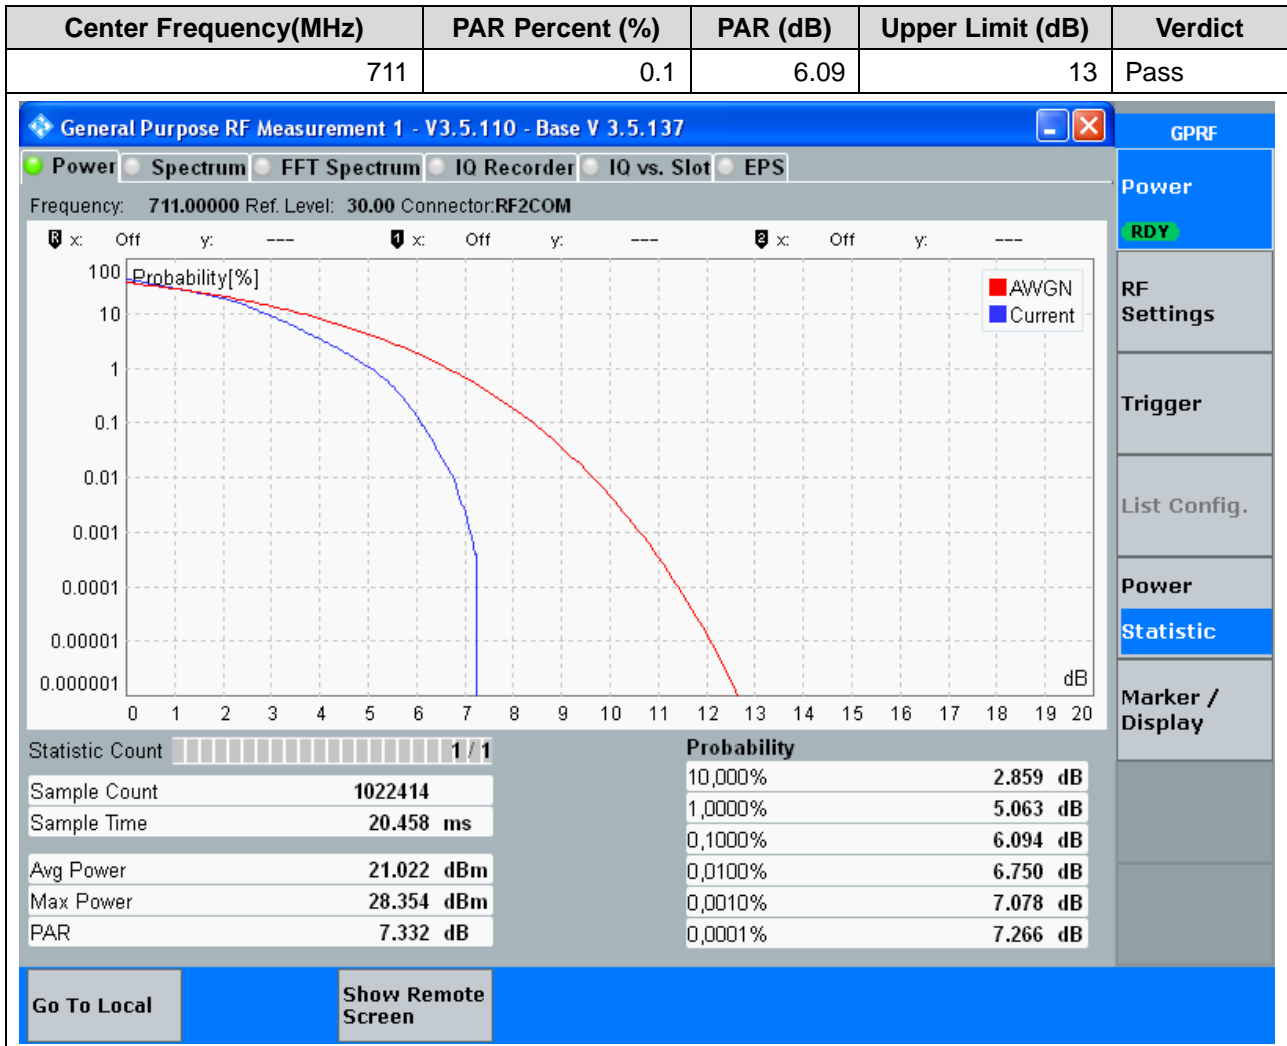 Center Frequency(MHz) PAR Percent (%) PAR (dB) Upper Limit (dB) Verdict
711 0.1 6.09 13 Pass
General Purpose RF Measurement 1 - V3.5.110 - Base V 3.5.137
GPRF
Power Spectrum FFT Spectrum IQ Recorder IQ vs. Slot EPS
Frequency: 711.00000 Ref. Level: 30.00 Connector:RF2COM
Power
RDY
R x: Off y: --- 1 x: Off y: --- 2 x: Off y: ---
Probability[%]
AWGN
Current
100
10
1
0.1
0.01
0.001
0.0001
0.00001
0.000001
dB
0 1 2 3 4 5 6 7 8 9 10 11 12 13 14 15 16 17 18 19 20
RF
Settings
Trigger
List Config.
Power
Statistic
Marker /
Display
Statistic Count 1 / 1
Sample Count 1022414
Sample Time 20.458 ms
Avg Power 21.022 dBm
Max Power 28.354 dBm
PAR 7.332 dB
Probability
10,000% 2.859 dB
1,0000% 5.063 dB
0,1000% 6.094 dB
0,0100% 6.750 dB
0,0010% 7.078 dB
0,0001% 7.266 dB
Go To Local
Show Remote
Screen